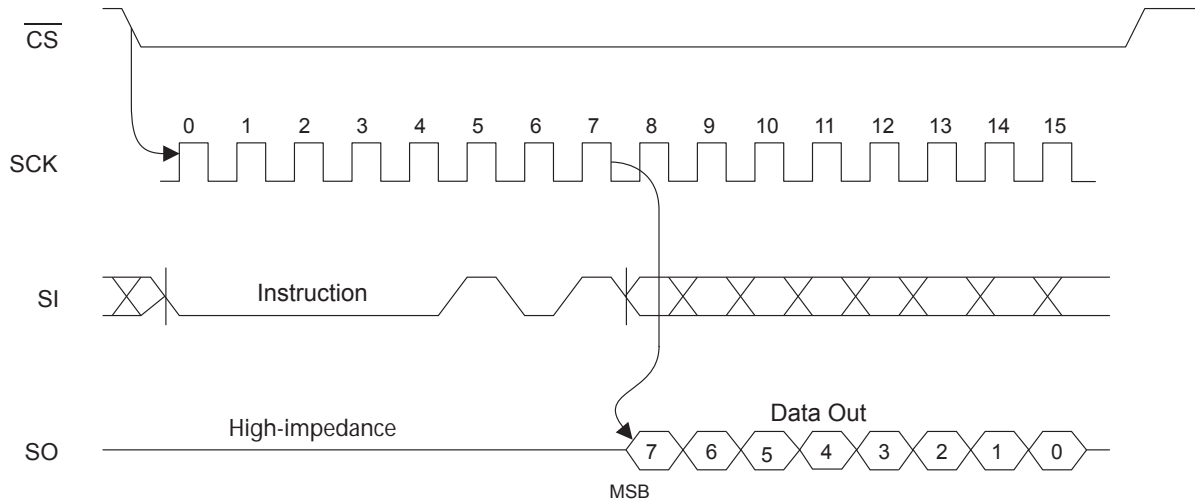 CS
0 1 2 3 4 5 6 7 8 9 10 11 12 13 14 15
SCK
SI
Instruction
High-impedance
Data Out
SO
7 6 5 4 3 2 1 0
MSB